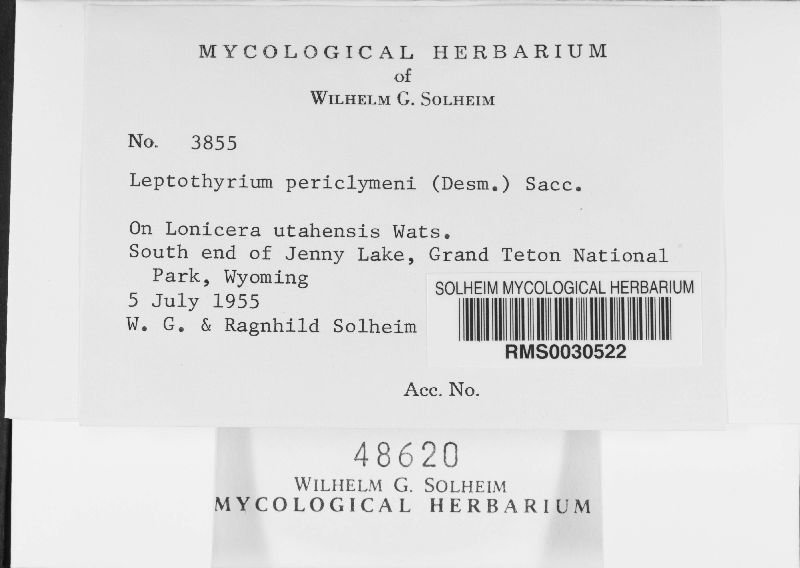 MYCOLOGICAL HERBARIUM
of
WILHELM G. SOLHEIM
No. 3855
Leptothyrium periclymeni (Desm.) Sacc.
On Lonicera utahensis Wats.
South end of Jenny Lake, Grand Teton National
Park, Wyoming
5 July 1955
W. G. & Ragnhild Solheim
SOLHEIM MYCOLOGICAL HERBARIUM
RMS0030522
Acc. No.
48620
WILHELM G. SOLHEIM
MYCOLOGICAL HERBARIUM